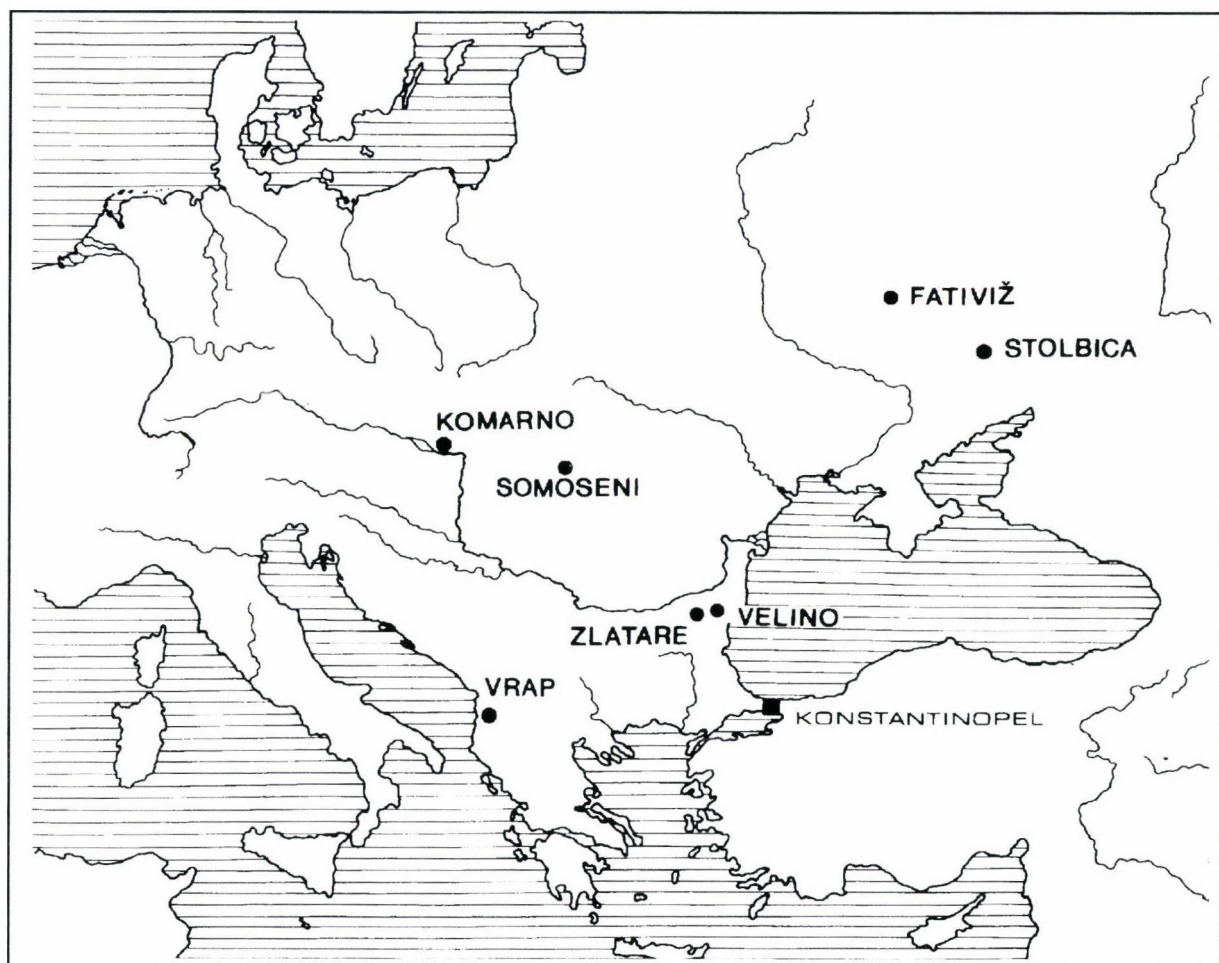 FATIVIŽ
STOLBICA
KOMARNO
SOMOSENI
VELINO
ZLATARE
VRAP
KONSTANTINOPEL